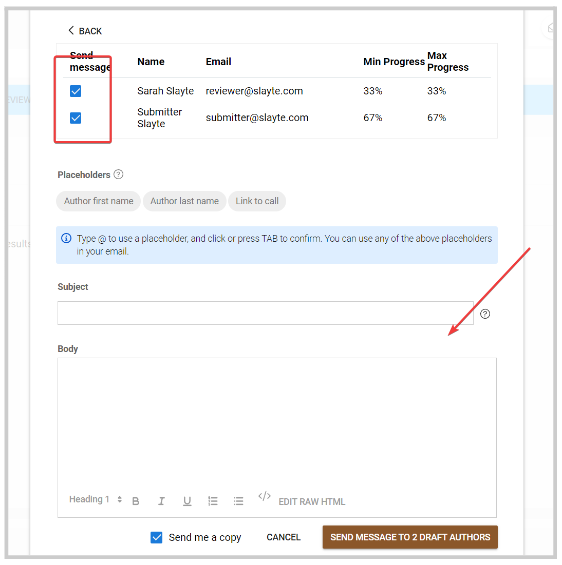 BACK
Send message Name Email Min Progress Max Progress
Sarah Slayte reviewer@slayte.com 33% 33%
Submitter Slayte submitter@slayte.com 67% 67%
Placeholders
Author first name Author last name Link to call
Type @ to use a placeholder, and click or press TAB to confirm. You can use any of the above placeholders
in your email.
Subject
Body
Heading 1 B I U </> EDIT RAW HTML
Send me a copy CANCEL SEND MESSAGE TO 2 DRAFT AUTHORS